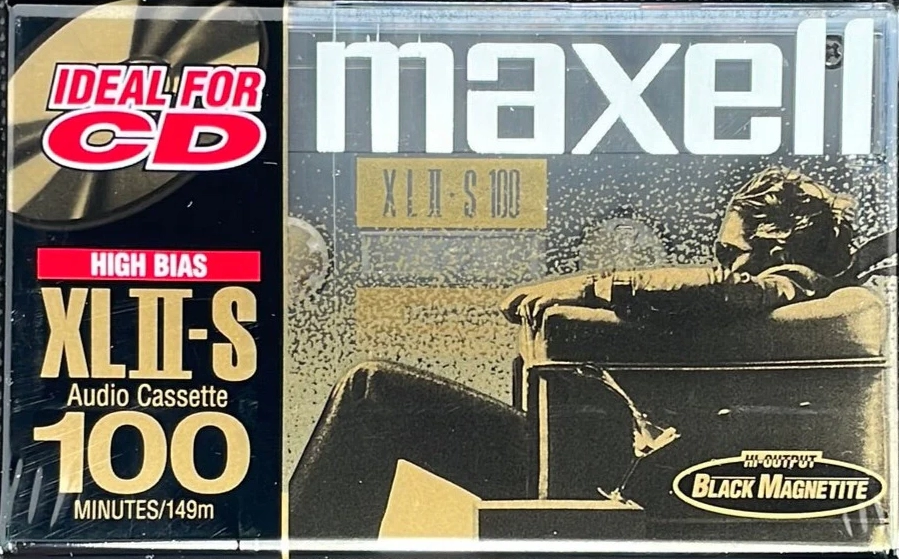 IDEAL FOR
CD
maxell
XLII-S 100
HIGH BIAS
XLII-S
Audio Cassette
100
MINUTES/149m
HI-OUTPUT
BLACK MAGNETITE